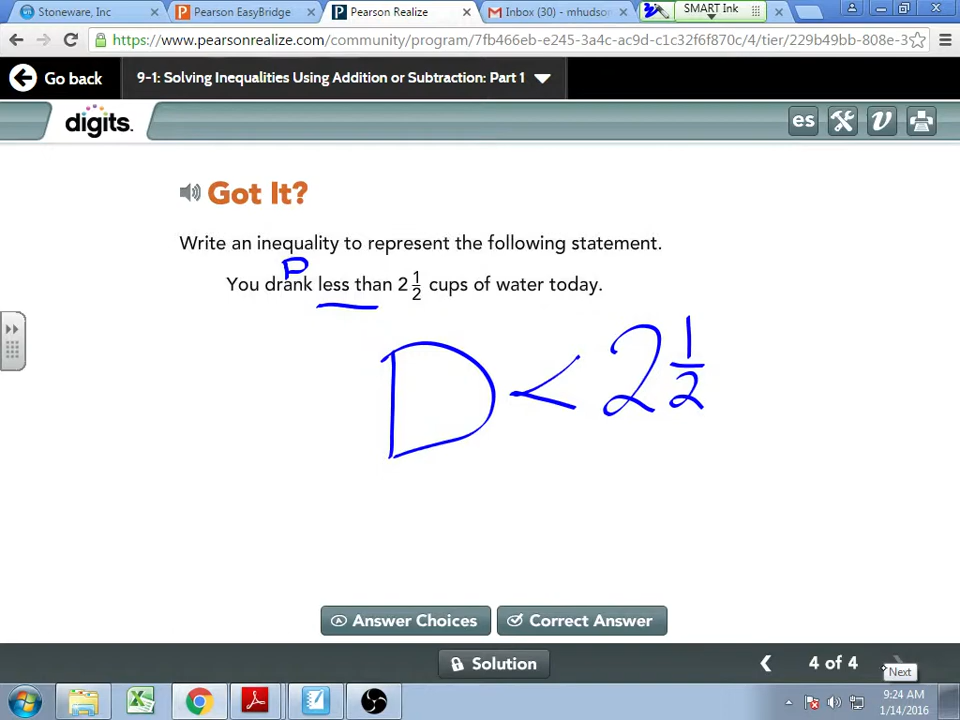 Stoneware, Inc
Pearson EasyBridge
Pearson Realize
Inbox (30) - mhudson
SMART Ink
https://www.pearsonrealize.com/community/program/7fb466eb-e245-3a4c-ac9d-c1c32f6f870c/4/tier/229b49bb-808e-3
Go back
9-1: Solving Inequalities Using Addition or Subtraction: Part 1
digits.
es
Got It?
Write an inequality to represent the following statement.
D
You drank less than 2 1/2 cups of water today.
D < 2 1/2
Answer Choices
Correct Answer
Solution
4 of 4
Next
9:24 AM
1/14/2016